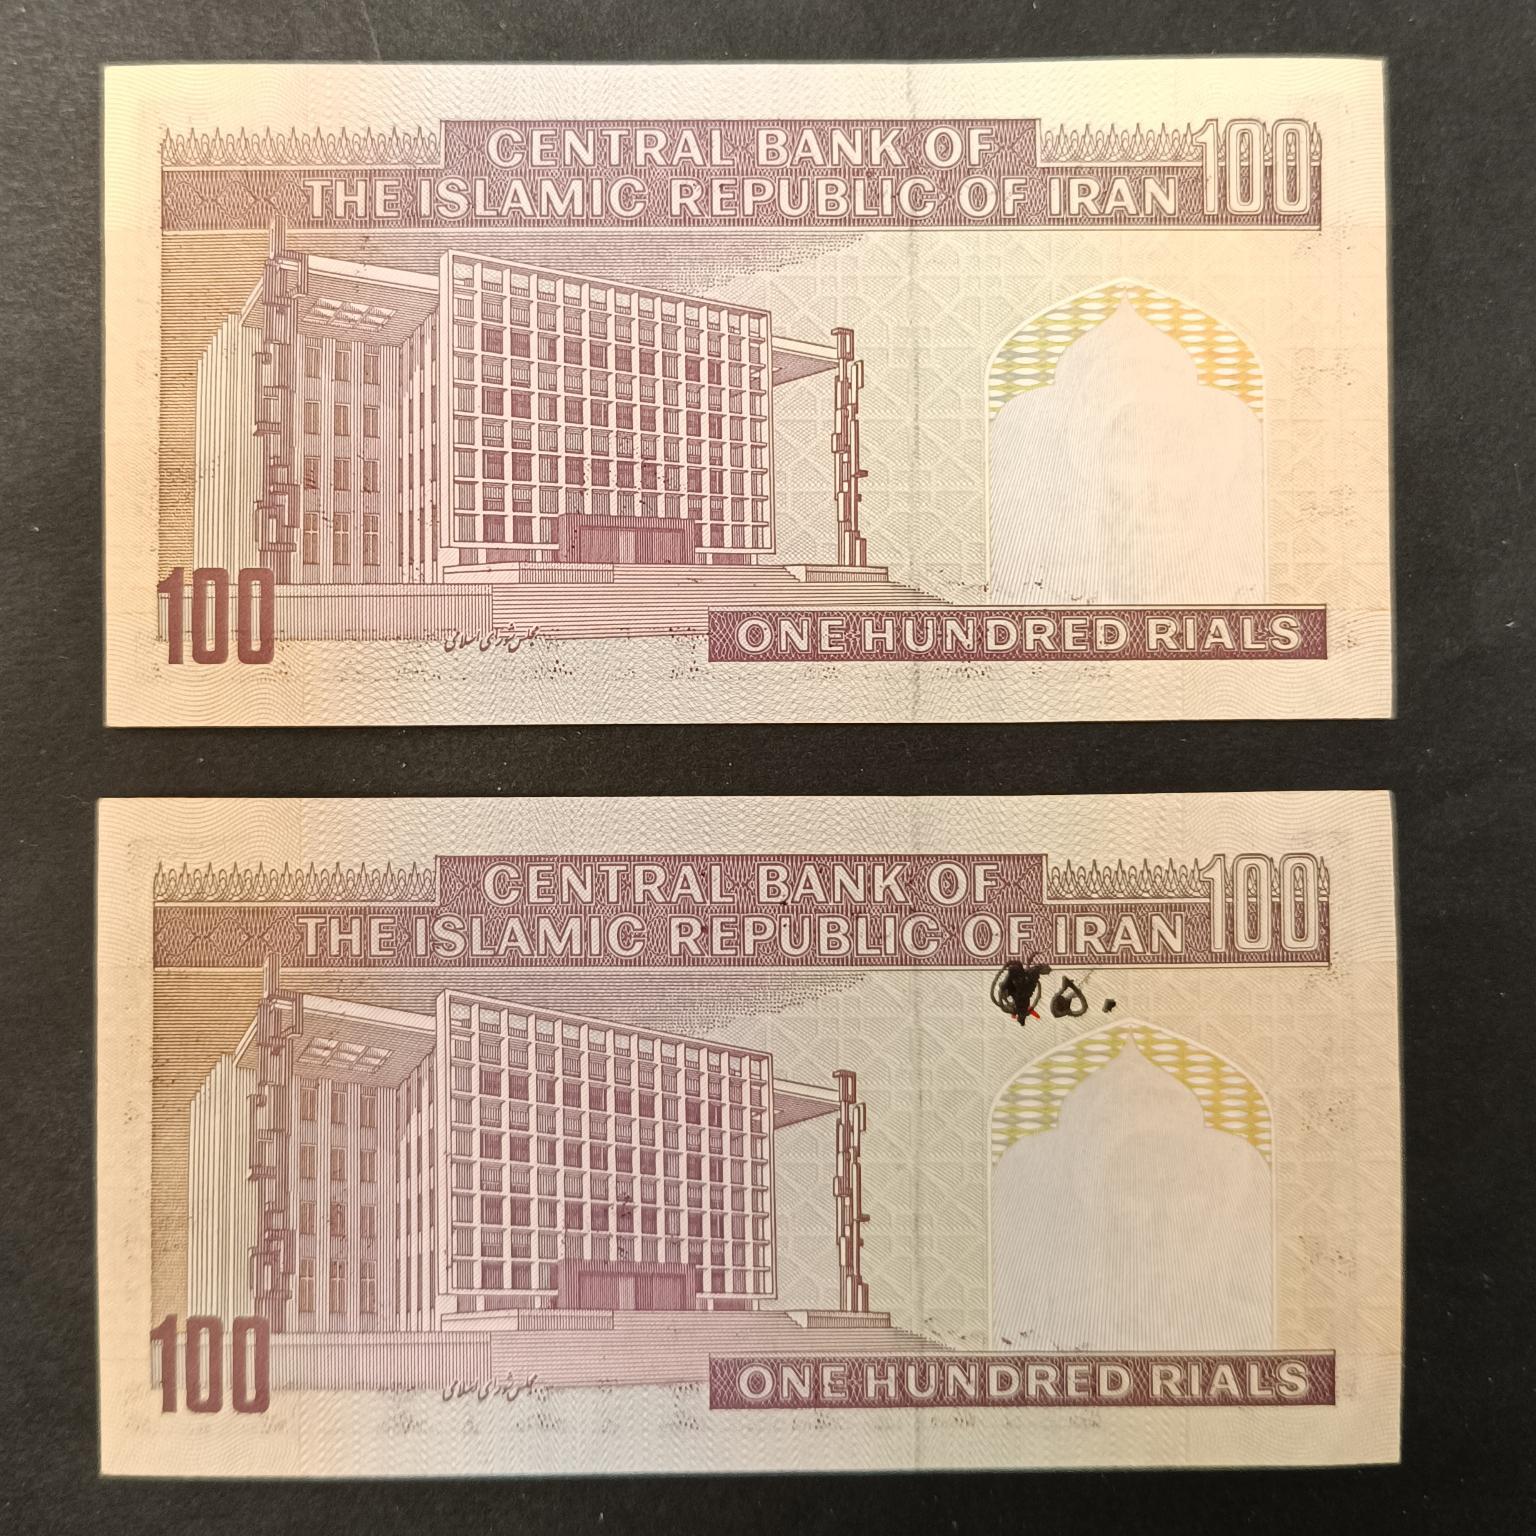 CENTRAL BANK OF
THE ISLAMIC REPUBLIC OF IRAN 100
100
مجلس شورای اسلامی
ONE HUNDRED RIALS
CENTRAL BANK OF
THE ISLAMIC REPUBLIC OF IRAN 100
۵۰
100
مجلس شورای اسلامی
ONE HUNDRED RIALS